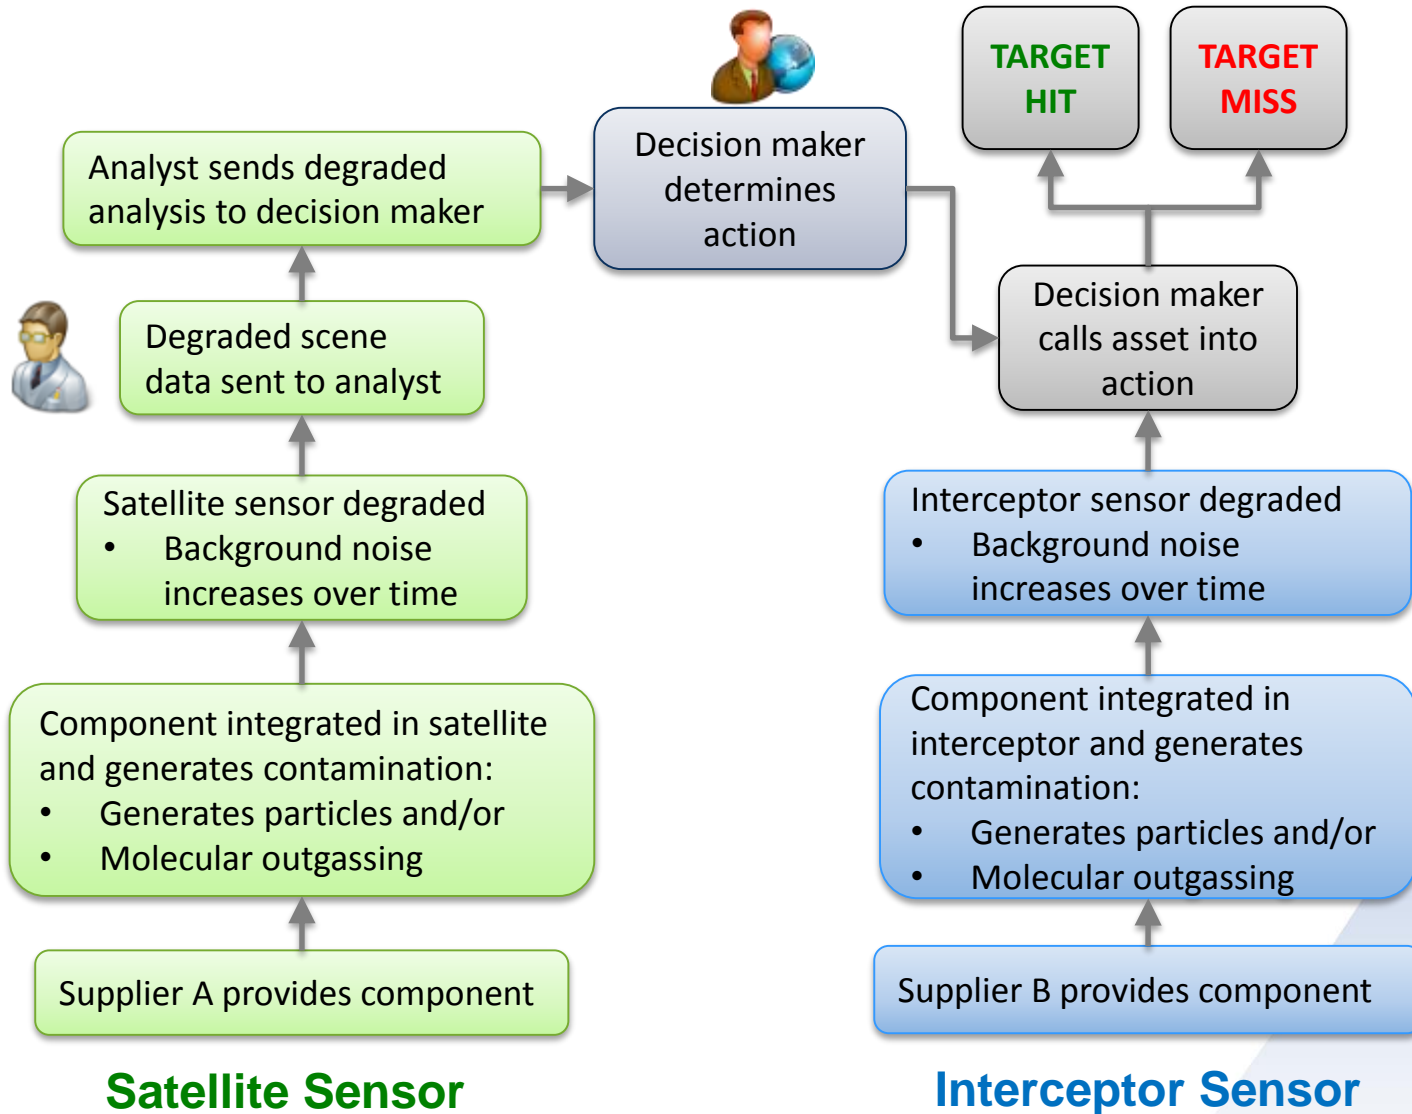 TARGET
HIT
TARGET
MISS
Decision maker
determines
action
Analyst sends degraded
analysis to decision maker
Decision maker
calls asset into
action
Degraded scene
data sent to analyst
Satellite sensor degraded
• Background noise
increases over time
Interceptor sensor degraded
• Background noise
increases over time
Component integrated in satellite
and generates contamination:
• Generates particles and/or
• Molecular outgassing
Component integrated in
interceptor and generates
contamination:
• Generates particles and/or
• Molecular outgassing
Supplier A provides component
Supplier B provides component
Satellite Sensor
Interceptor Sensor